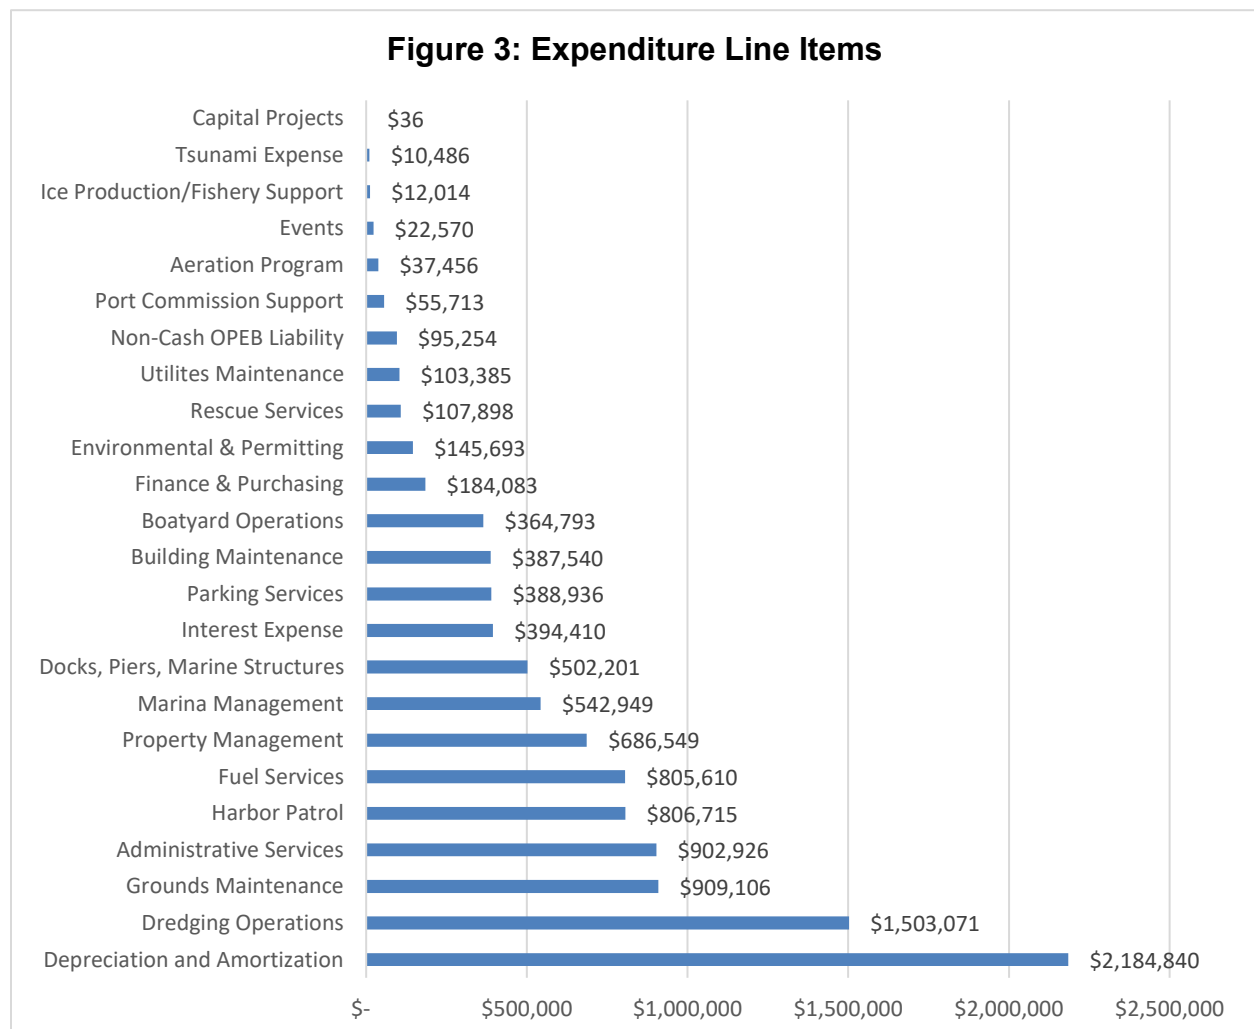 Figure 3: Expenditure Line Items
Capital Projects $36
Tsunami Expense $10,486
Ice Production/Fishery Support $12,014
Events $22,570
Aeration Program $37,456
Port Commission Support $55,713
Non-Cash OPEB Liability $95,254
Utilites Maintenance $103,385
Rescue Services $107,898
Environmental & Permitting $145,693
Finance & Purchasing $184,083
Boatyard Operations $364,793
Building Maintenance $387,540
Parking Services $388,936
Interest Expense $394,410
Docks, Piers, Marine Structures $502,201
Marina Management $542,949
Property Management $686,549
Fuel Services $805,610
Harbor Patrol $806,715
Administrative Services $902,926
Grounds Maintenance $909,106
Dredging Operations $1,503,071
Depreciation and Amortization $2,184,840
$- $500,000 $1,000,000 $1,500,000 $2,000,000 $2,500,000